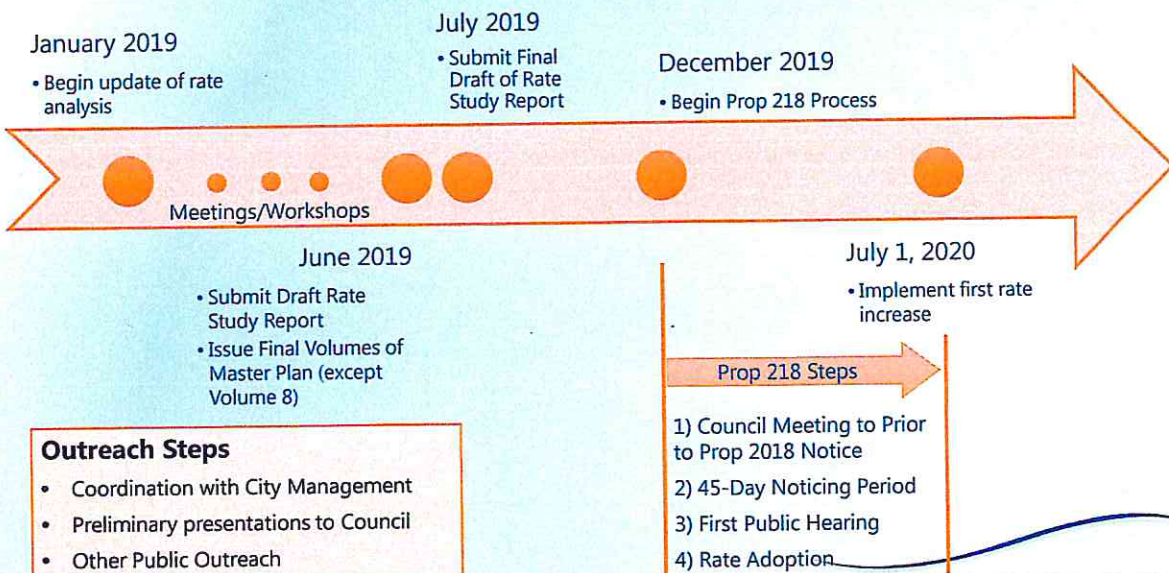 January 2019
• Begin update of rate
analysis
July 2019
• Submit Final
Draft of Rate
Study Report
December 2019
• Begin Prop 218 Process
Meetings/Workshops
June 2019
• Submit Draft Rate
Study Report
• Issue Final Volumes of
Master Plan (except
Volume 8)
July 1, 2020
• Implement first rate
increase
Prop 218 Steps
1) Council Meeting to Prior
to Prop 2018 Notice
2) 45-Day Noticing Period
3) First Public Hearing
4) Rate Adoption
Outreach Steps
• Coordination with City Management
• Preliminary presentations to Council
• Other Public Outreach